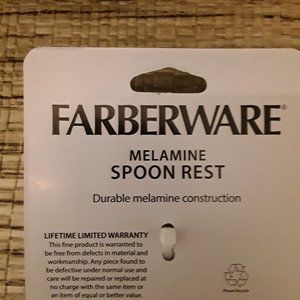 FARBERWARE®
MELAMINE
SPOON REST
Durable melamine construction
LIFETIME LIMITED WARRANTY
This fine product is warranted to
be free from defects in material and
workmanship. Any piece found to
be defective under normal use and
care will be repaired or replaced at
no charge with the same item or
an item of equal or better value.
Please Recycle